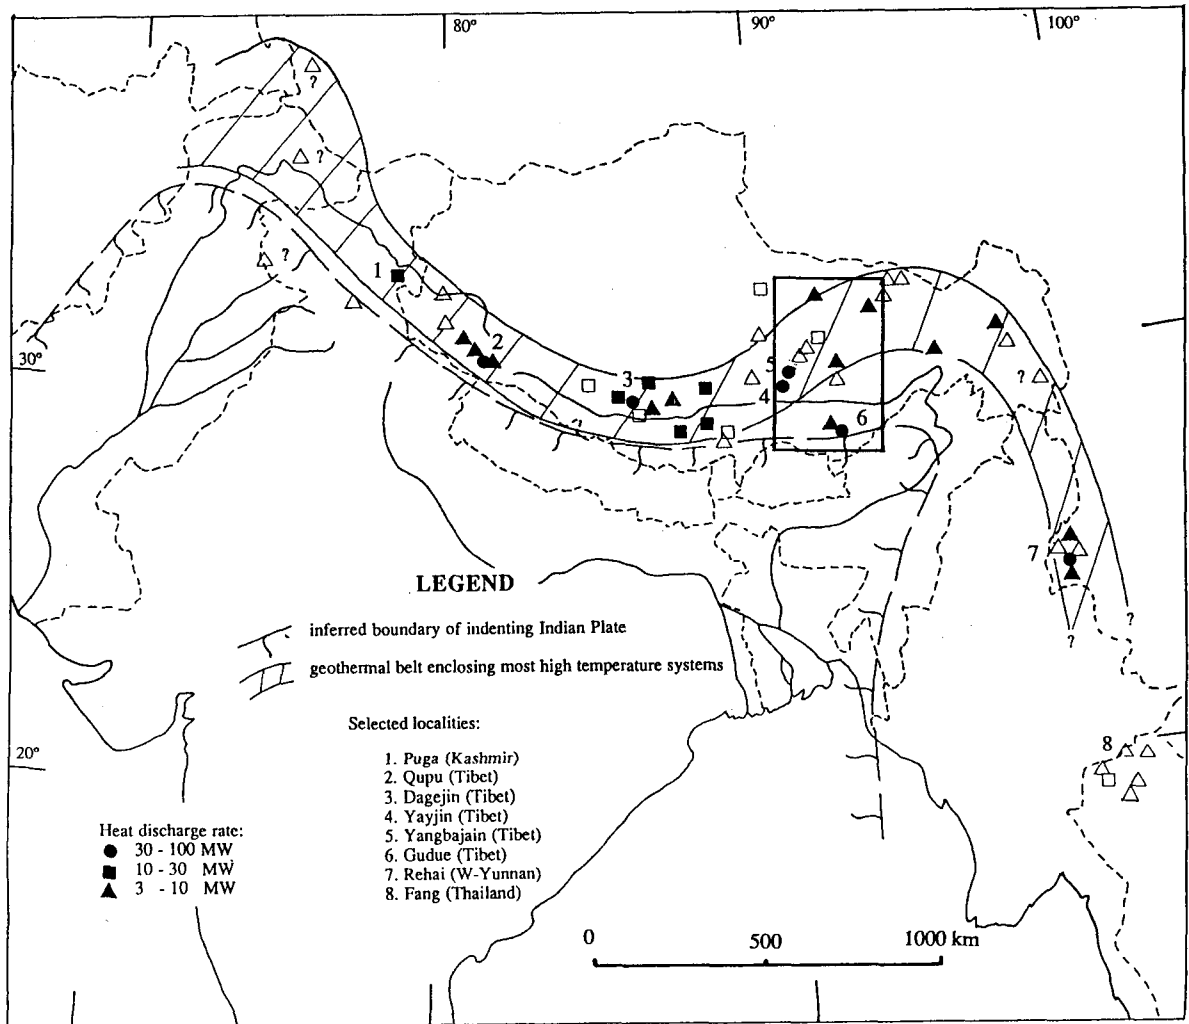 80°
90°
100°
?
?
?
1
2
30°
3
5
4
6
?
?
7
LEGEND
inferred boundary of indenting Indian Plate
?
geothermal belt enclosing most high temperature systems
?
Selected localities:
20°
8
1. Puga (Kashmir)
2. Qupu (Tibet)
3. Dagejin (Tibet)
4. Yayjin (Tibet)
5. Yangbajain (Tibet)
6. Gudue (Tibet)
7. Rehai (W-Yunnan)
8. Fang (Thailand)
Heat discharge rate:
30 - 100 MW
10 - 30 MW
3 - 10 MW
0 500 1000 km